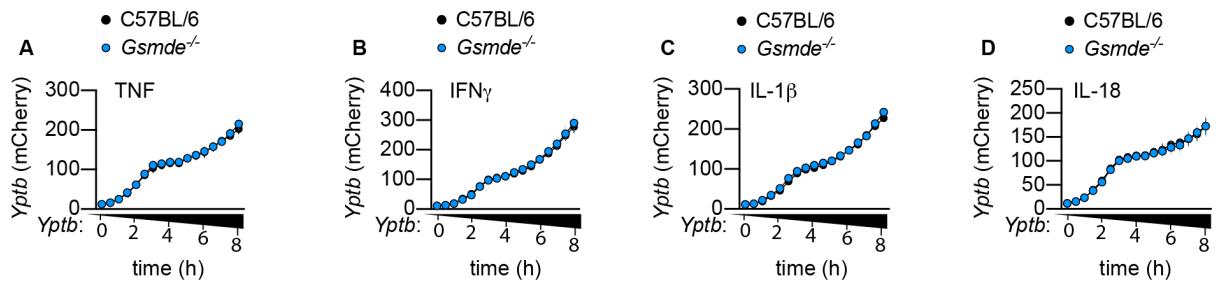 C57BL/6
Gsmde-/-
A
TNF
Yptb (mCherry)
300
200
100
0
Yptb:
0 2 4 6 8
time (h)
C57BL/6
Gsmde-/-
B
IFNγ
Yptb (mCherry)
400
300
200
100
0
Yptb:
0 2 4 6 8
time (h)
C57BL/6
Gsmde-/-
C
IL-1β
Yptb (mCherry)
300
200
100
0
Yptb:
0 2 4 6 8
time (h)
C57BL/6
Gsmde-/-
D
IL-18
Yptb (mCherry)
250
200
150
100
50
0
Yptb:
0 2 4 6 8
time (h)